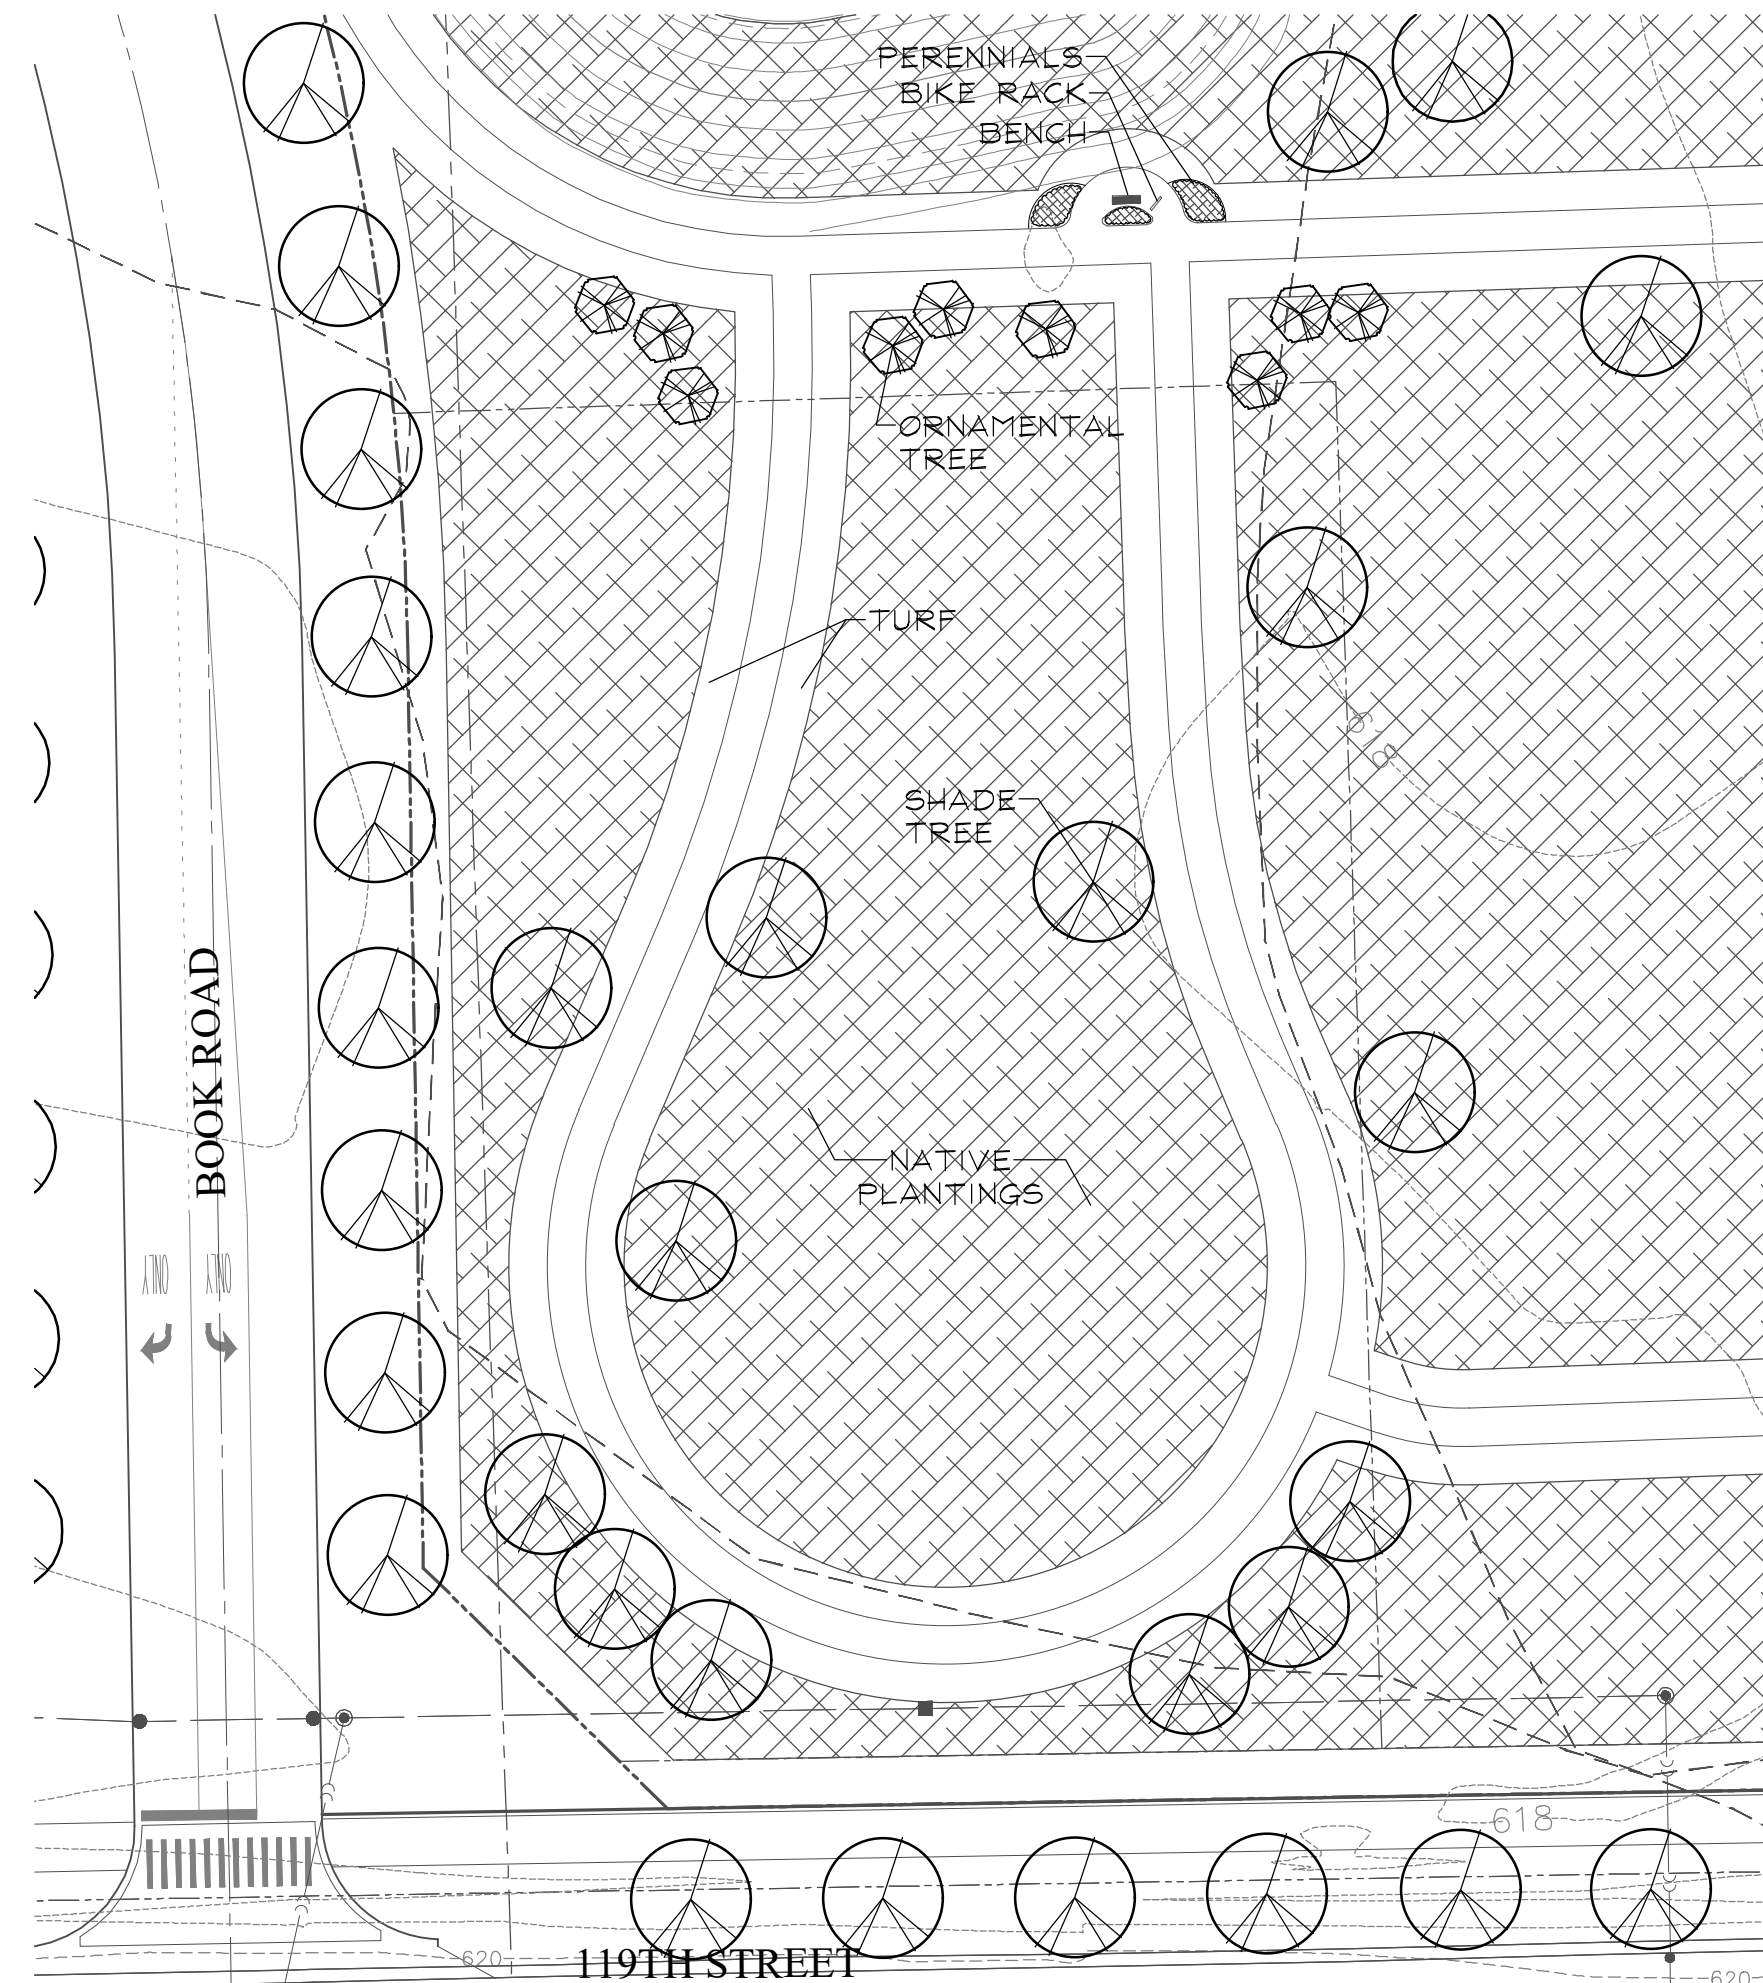 PERENNIALS
BIKE RACK
BENCH
ORNAMENTAL
TREE
TURF
618
SHADE
TREE
BOOK ROAD
NATIVE
PLANTINGS
ONLY
ONLY
618
620
119TH STREET
620